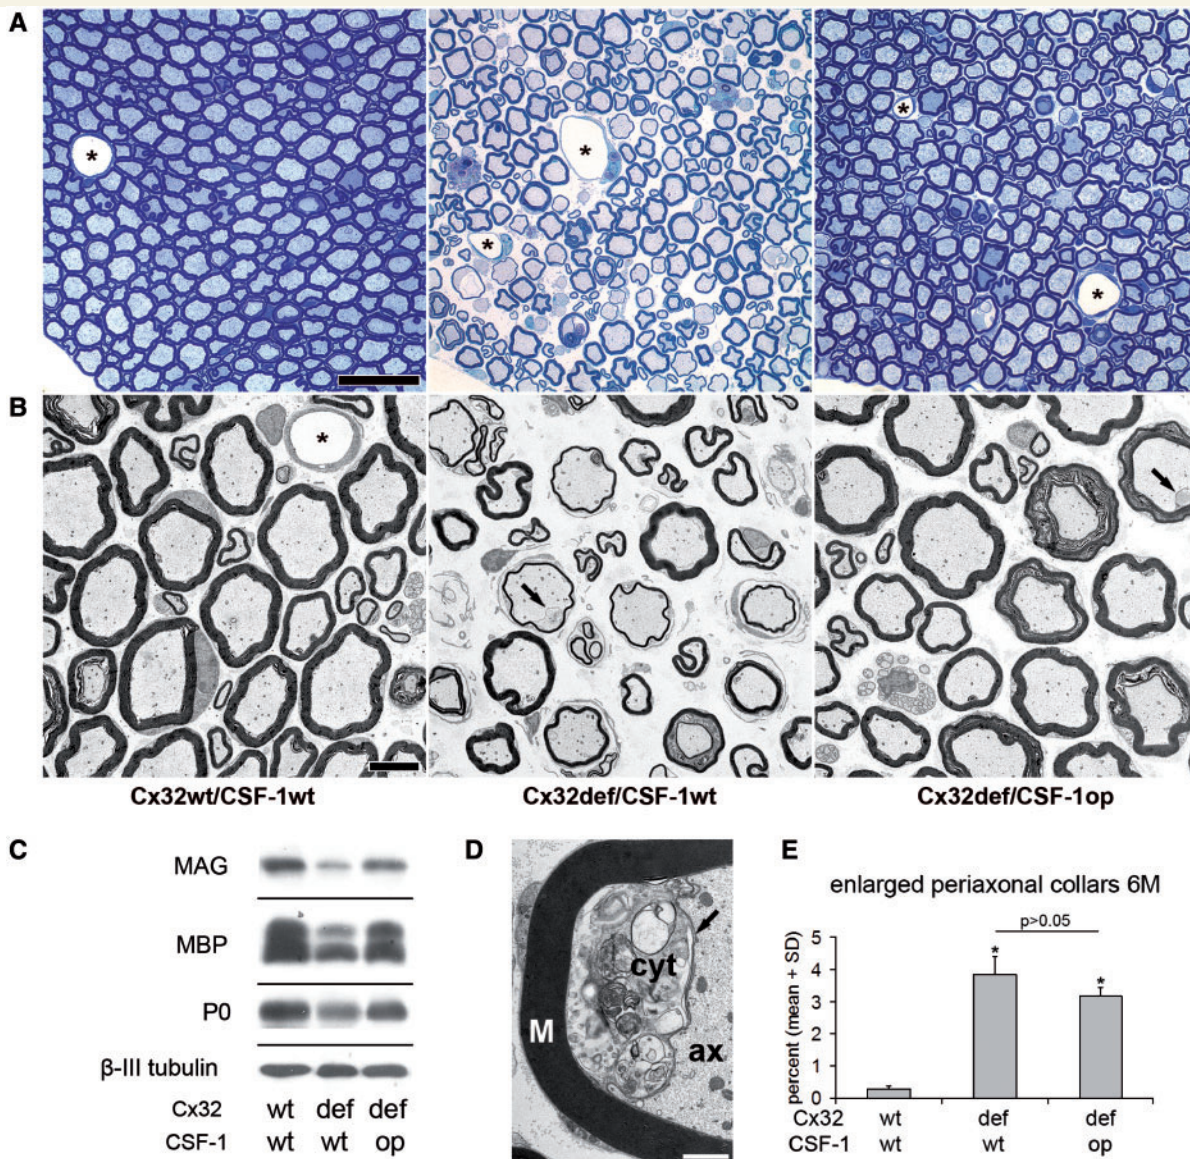 A
*
*
*
*
*
B
*
Cx32wt/CSF-1wt
Cx32def/CSF-1wt
Cx32def/CSF-1op
C
MAG
MBP
P0
β-III tubulin
Cx32 wt def def
CSF-1 wt wt op
D
cyt
M
ax
E
enlarged periaxonal collars 6M
p>0.05
percent (mean + SD)
5
4
3
2
1
0
*
*
Cx32 wt def def
CSF-1 wt wt op